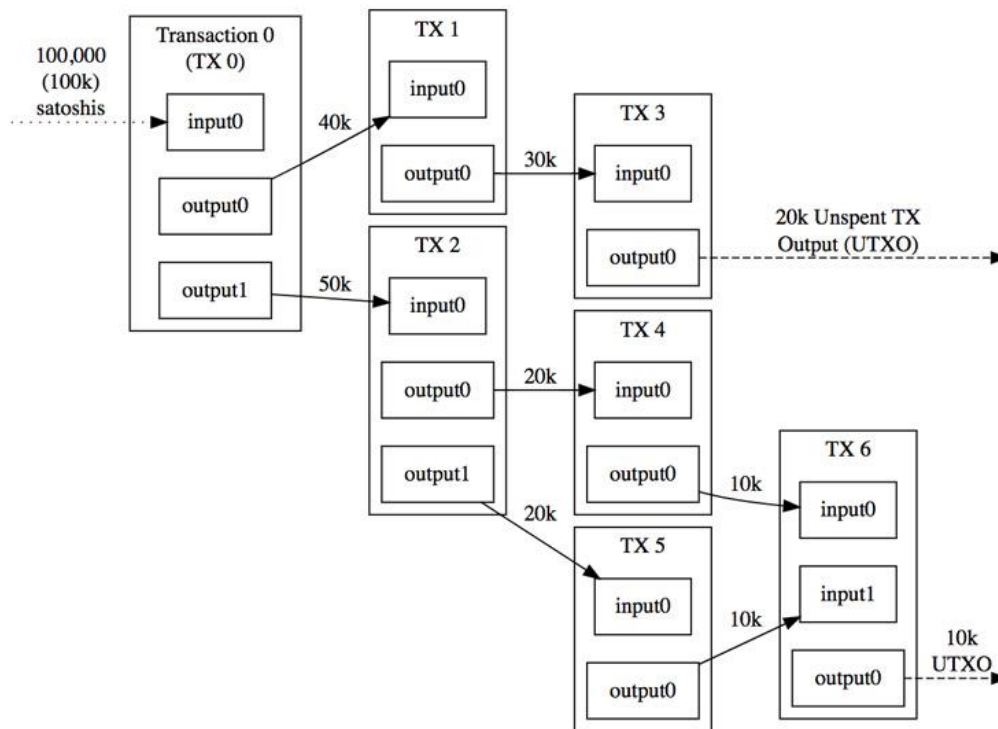 100,000
(100k)
satoshis
Transaction 0
(TX 0)
input0
output0
output1
40k
50k
TX 1
input0
output0
30k
TX 2
input0
output0
output1
20k
20k
TX 3
input0
output0
20k Unspent TX
Output (UTXO)
TX 4
input0
output0
10k
TX 5
input0
output0
10k
TX 6
input0
input1
output0
10k
UTXO